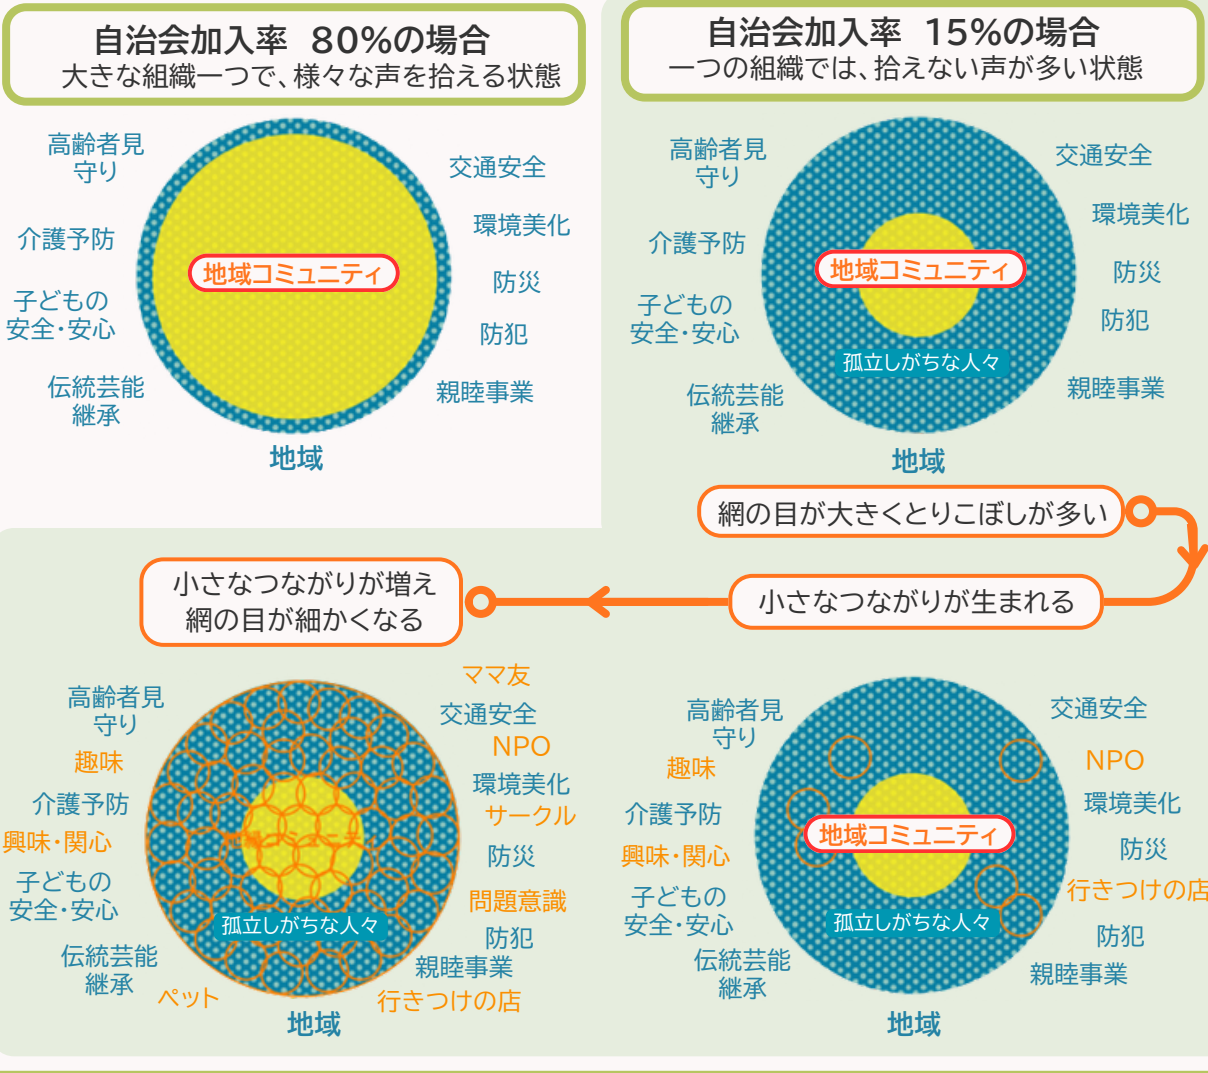 自治会加入率 80%の場合
大きな組織一つで、様々な声を拾える状態
高齢者見
守り
介護予防
子どもの
安全・安心
伝統芸能
継承
地域コミュニティ
交通安全
環境美化
防災
防犯
親睦事業
地域
自治会加入率 15%の場合
一つの組織では、拾えない声が多い状態
高齢者見
守り
介護予防
子どもの
安全・安心
伝統芸能
継承
地域コミュニティ
孤立しがちな人々
交通安全
環境美化
防災
防犯
親睦事業
地域
網の目が大きくとりこぼしが多い
小さなつながりが生まれる
小さなつながりが増え
網の目が細かくなる
高齢者見
守り
趣味
介護予防
興味・関心
子どもの
安全・安心
伝統芸能
継承
地域コミュニティ
孤立しがちな人々
交通安全
NPO
環境美化
防災
行きつけの店
防犯
親睦事業
地域
高齢者見
守り
趣味
介護予防
興味・関心
子どもの
安全・安心
伝統芸能
継承
ペット
コミュニティ
孤立しがちな人々
ママ友
交通安全
NPO
環境美化
サークル
防災
問題意識
防犯
親睦事業
行きつけの店
地域